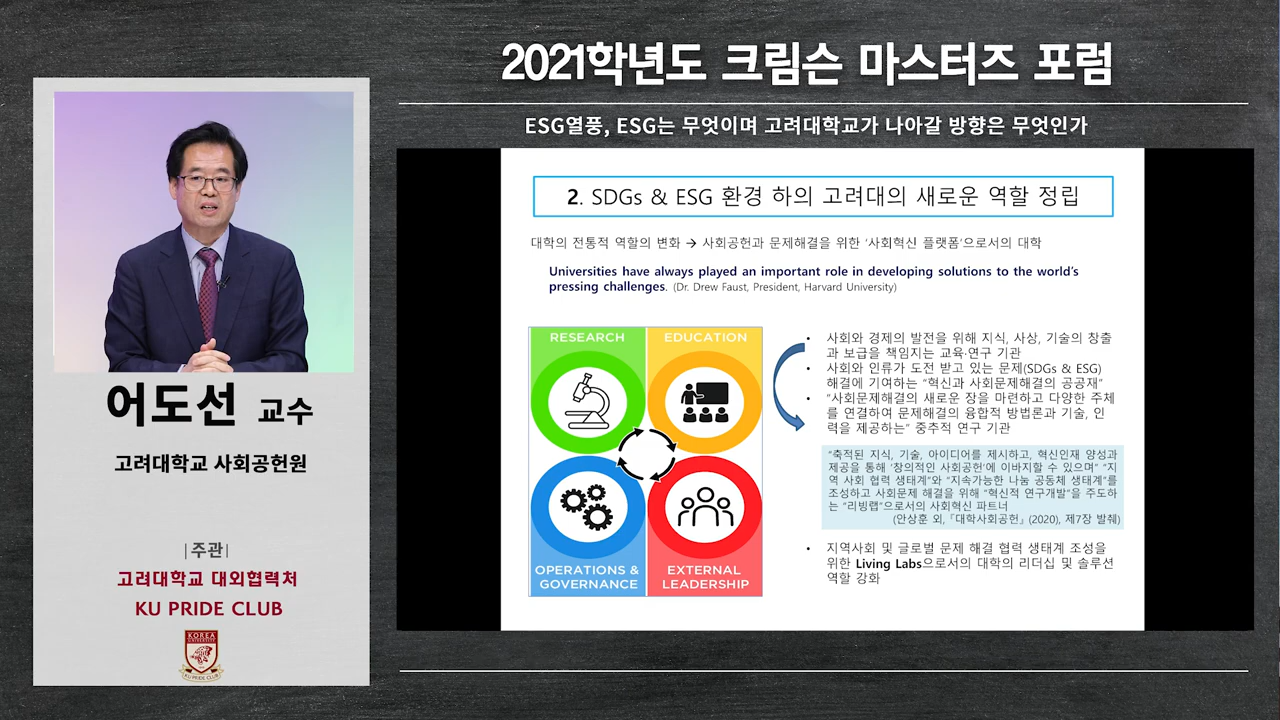 2021학년도 크림슨 마스터즈 포럼
ESG열풍, ESG는 무엇이며 고려대학교가 나아갈 방향은 무엇인가
어도선 교수
고려대학교 사회공헌원
|주관|
고려대학교 대외협력처
KU PRIDE CLUB
KOREA
UNIVERSITY
KU PRIDE CLUB
2. SDGs & ESG 환경 하의 고려대의 새로운 역할 정립
대학의 전통적 역할의 변화 → 사회공헌과 문제해결을 위한 ‘사회혁신 플랫폼’으로서의 대학
Universities have always played an important role in developing solutions to the world’s
pressing challenges. (Dr. Drew Faust, President, Harvard University)
RESEARCH
EDUCATION
OPERATIONS &
GOVERNANCE
EXTERNAL
LEADERSHIP
• 사회와 경제의 발전을 위해 지식, 사상, 기술의 창출
과 보급을 책임지는 교육·연구 기관
• 사회와 인류가 도전 받고 있는 문제(SDGs & ESG)
해결에 기여하는 “혁신과 사회문제해결의 공공재”
• “사회문제해결의 새로운 장을 마련하고 다양한 주체
를 연결하여 문제해결의 융합적 방법론과 기술, 인
력을 제공하는” 중추적 연구 기관
“축적된 지식, 기술, 아이디어를 제시하고, 혁신인재 양성과
제공을 통해 ‘창의적인 사회공헌’에 이바지할 수 있으며” “지
역 사회 협력 생태계”와 “지속가능한 나눔 공동체 생태계”를
조성하고 사회문제 해결을 위해 “혁신적 연구개발”을 주도하
는 “리빙랩”으로서의 사회혁신 파트너
(안상훈 외, 「대학사회공헌」 (2020), 제7장 발췌)
• 지역사회 및 글로벌 문제 해결 협력 생태계 조성을
위한 Living Labs으로서의 대학의 리더십 및 솔루션
역할 강화